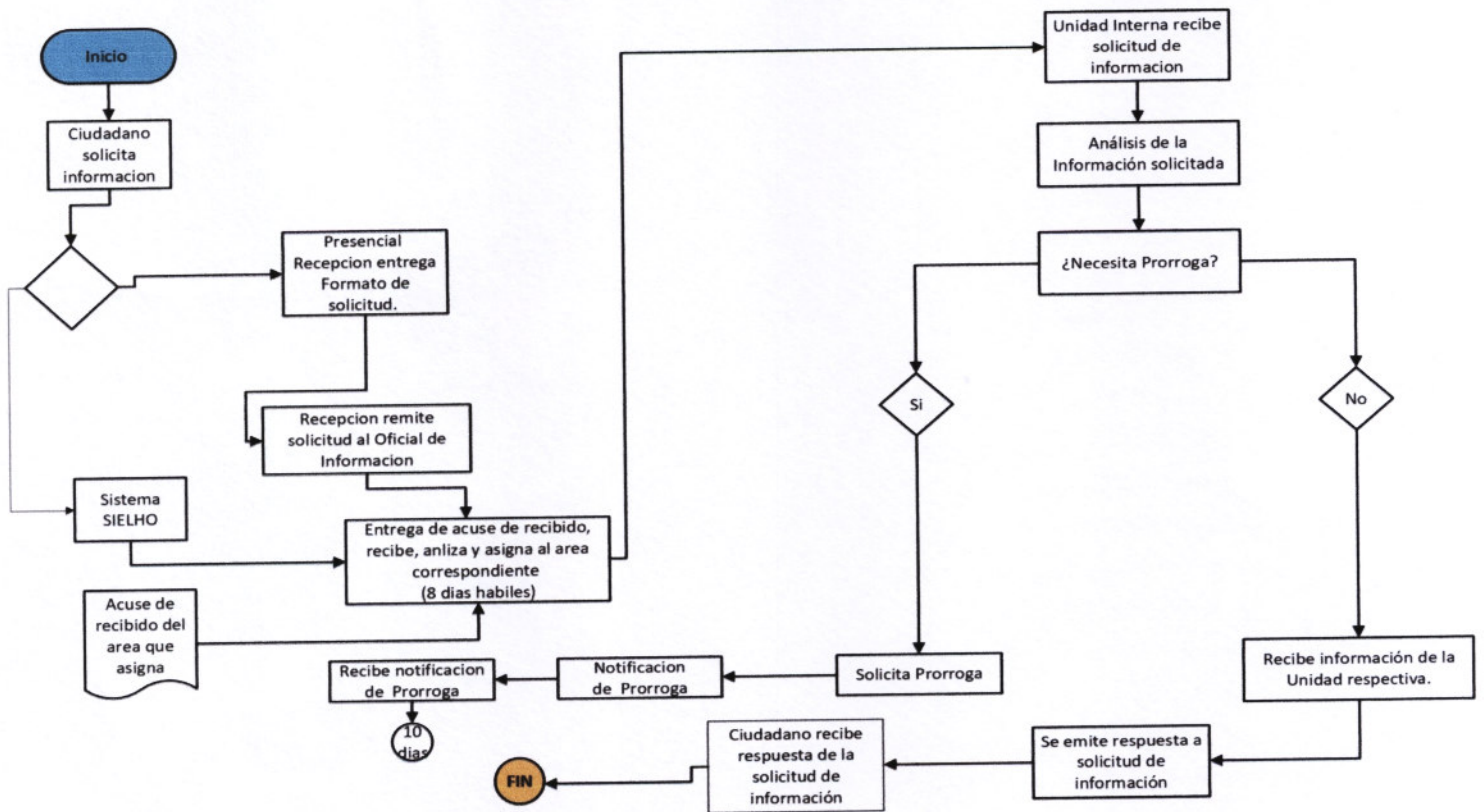 Inicio
Ciudadano
solicita
informacion
Presencial
Recepcion entrega
Formato de
solicitud.
Recepcion remite
solicitud al Oficial de
Informacion
Sistema
SIELHO
Entrega de acuse de recibido,
recibe, anliza y asigna al area
correspondiente
(8 dias habiles)
Acuse de
recibido del
area que
asigna
Unidad Interna recibe
solicitud de
informacion
Análisis de la
Información solicitada
¿Necesita Prorroga?
Si
No
Solicita Prorroga
Notificacion
de Prorroga
Recibe notificacion
de Prorroga
10
dias
Recibe información de la
Unidad respectiva.
Se emite respuesta a
solicitud de
información
Ciudadano recibe
respuesta de la
solicitud de
información
FIN